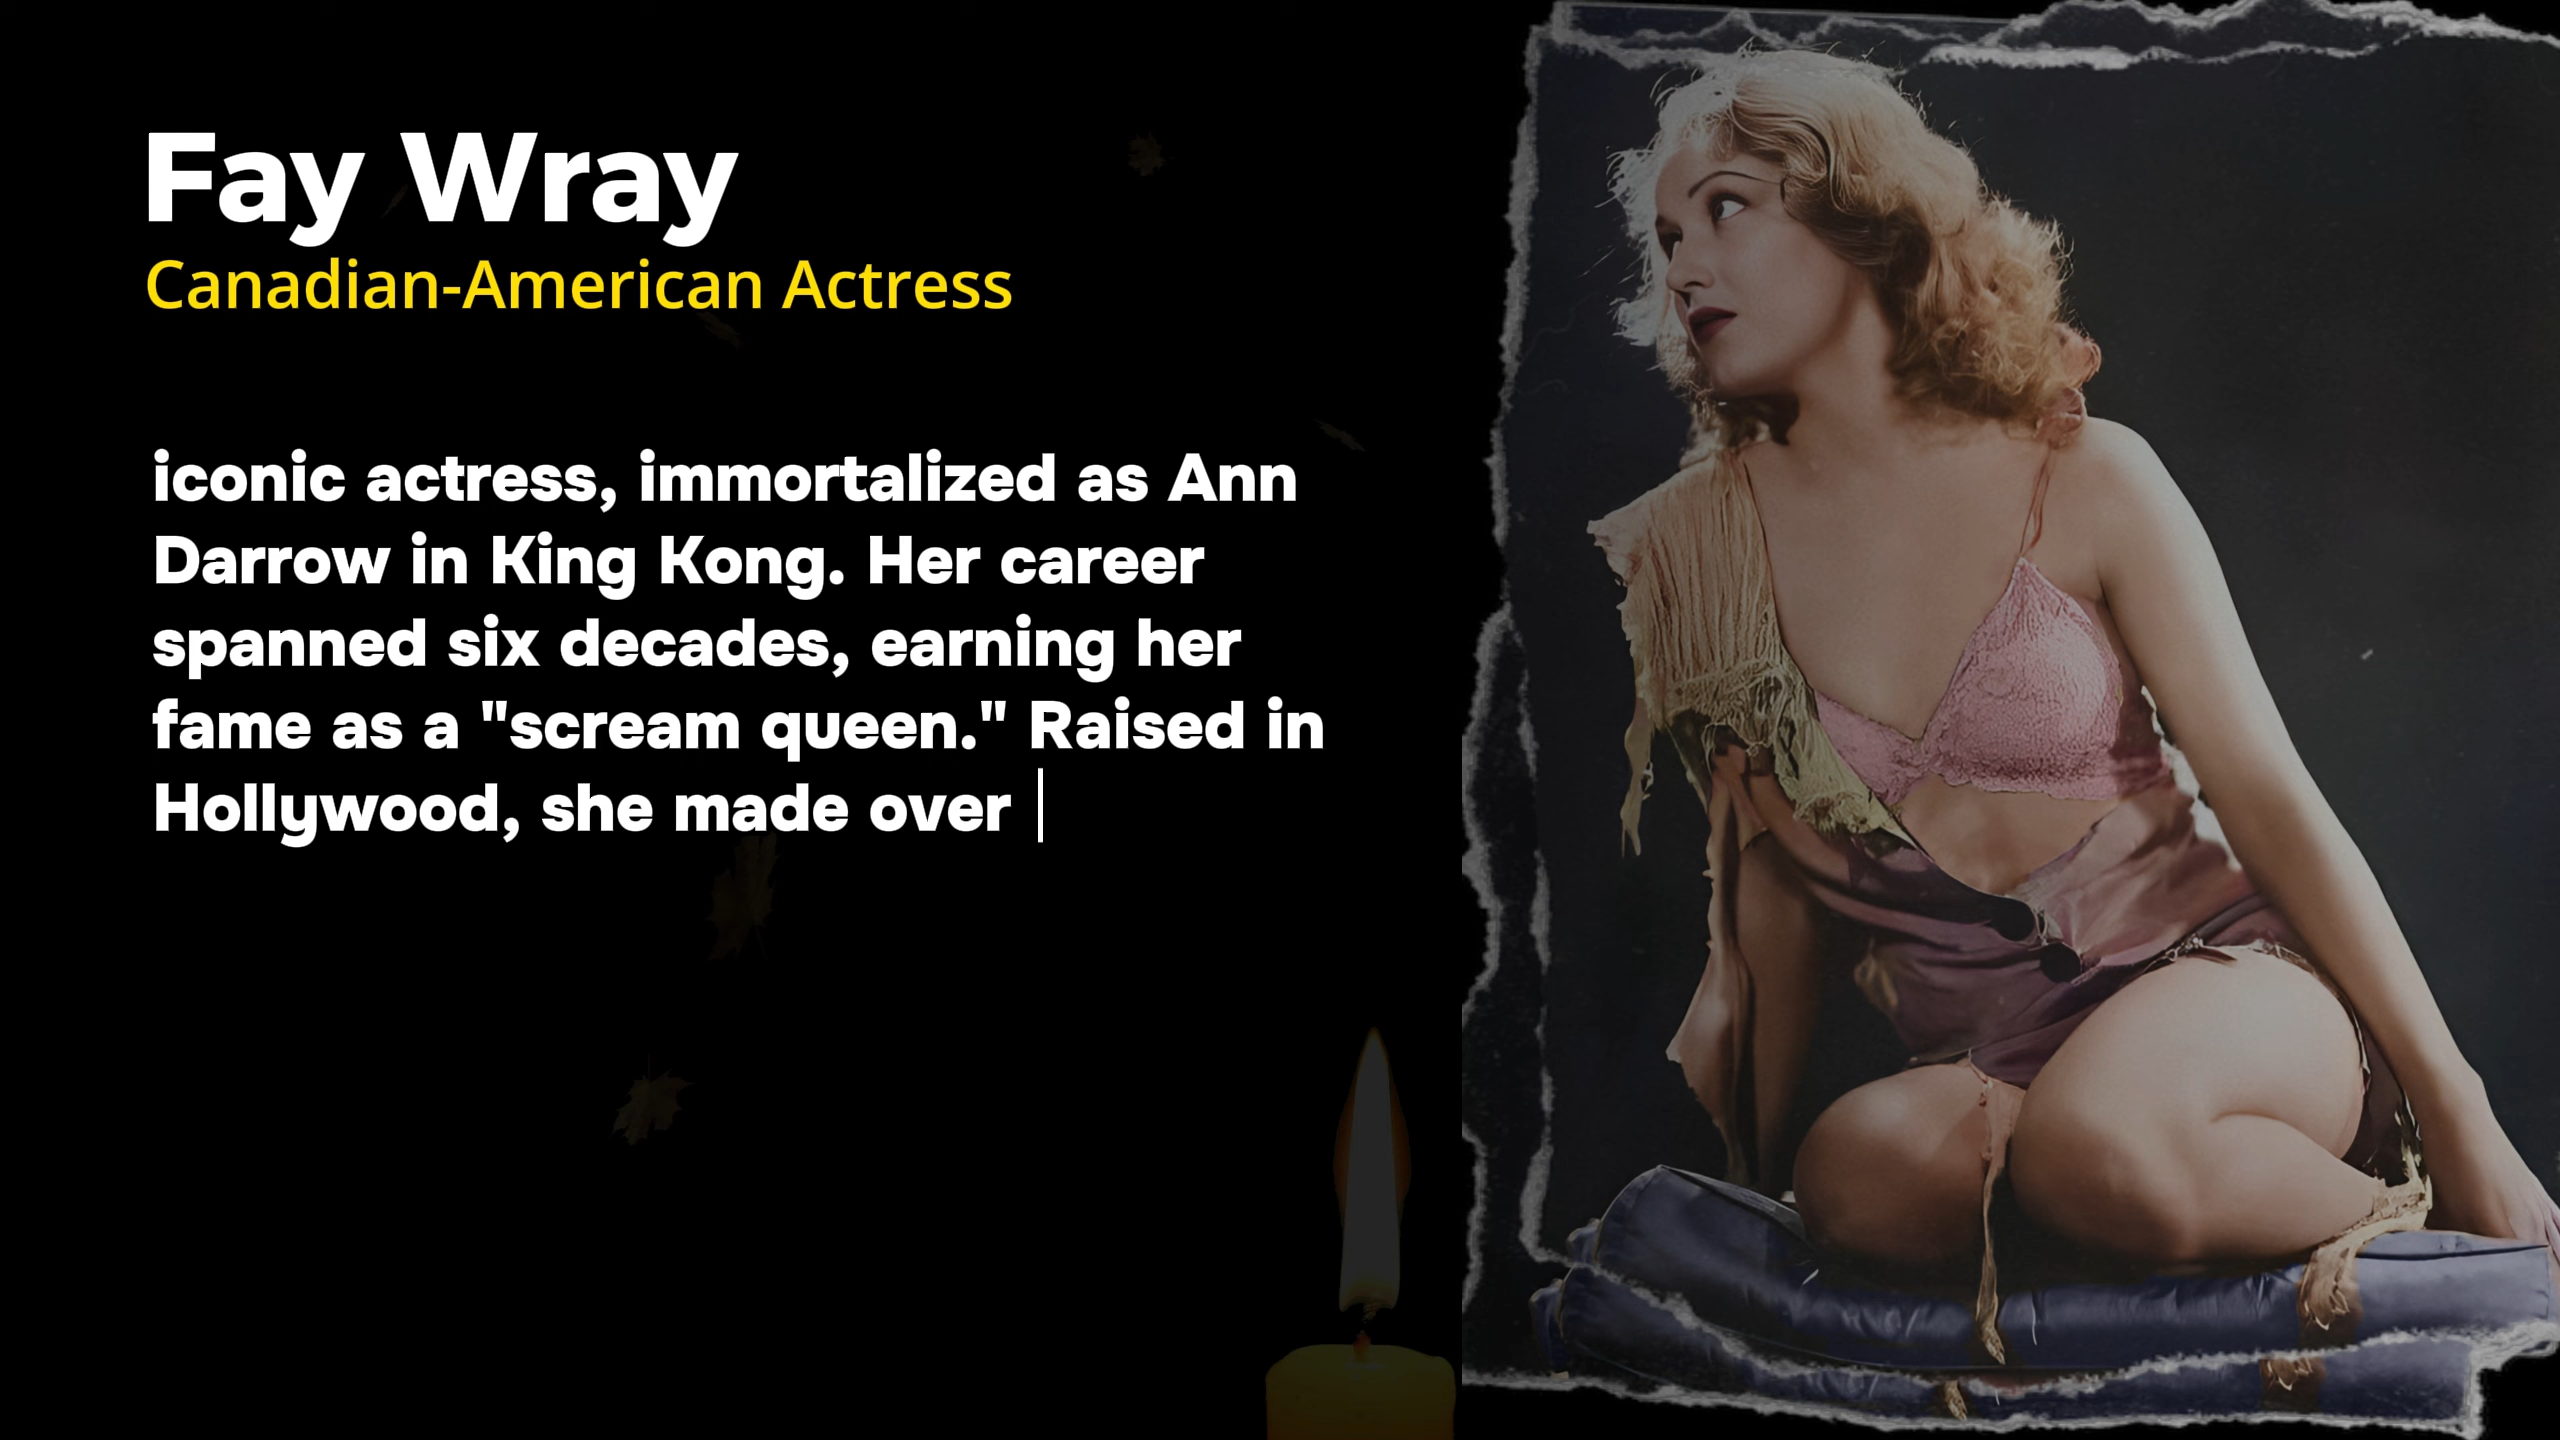 Fay Wray
Canadian-American Actress
iconic actress, immortalized as Ann
Darrow in King Kong. Her career
spanned six decades, earning her
fame as a "scream queen." Raised in
Hollywood, she made over